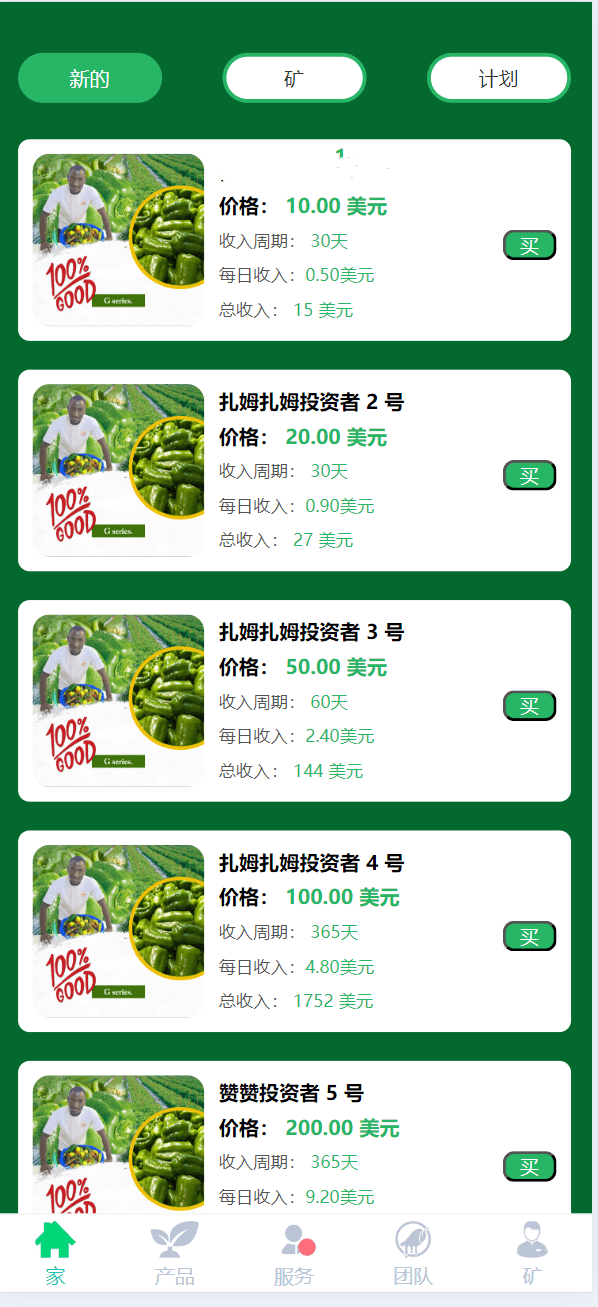 新的
矿
计划
价格： 10.00 美元
收入周期： 30天
每日收入：0.50美元
总收入： 15 美元
买
100%
GOOD
G series.
扎姆扎姆投资者 2 号
价格： 20.00 美元
收入周期： 30天
每日收入：0.90美元
总收入： 27 美元
买
100%
GOOD
G series.
扎姆扎姆投资者 3 号
价格： 50.00 美元
收入周期： 60天
每日收入：2.40美元
总收入： 144 美元
买
100%
GOOD
G series.
扎姆扎姆投资者 4 号
价格： 100.00 美元
收入周期： 365天
每日收入：4.80美元
总收入： 1752 美元
买
100%
GOOD
G series.
赞赞投资者 5 号
价格： 200.00 美元
收入周期： 365天
每日收入：9.20美元
买
100%
家
产品
服务
团队
矿